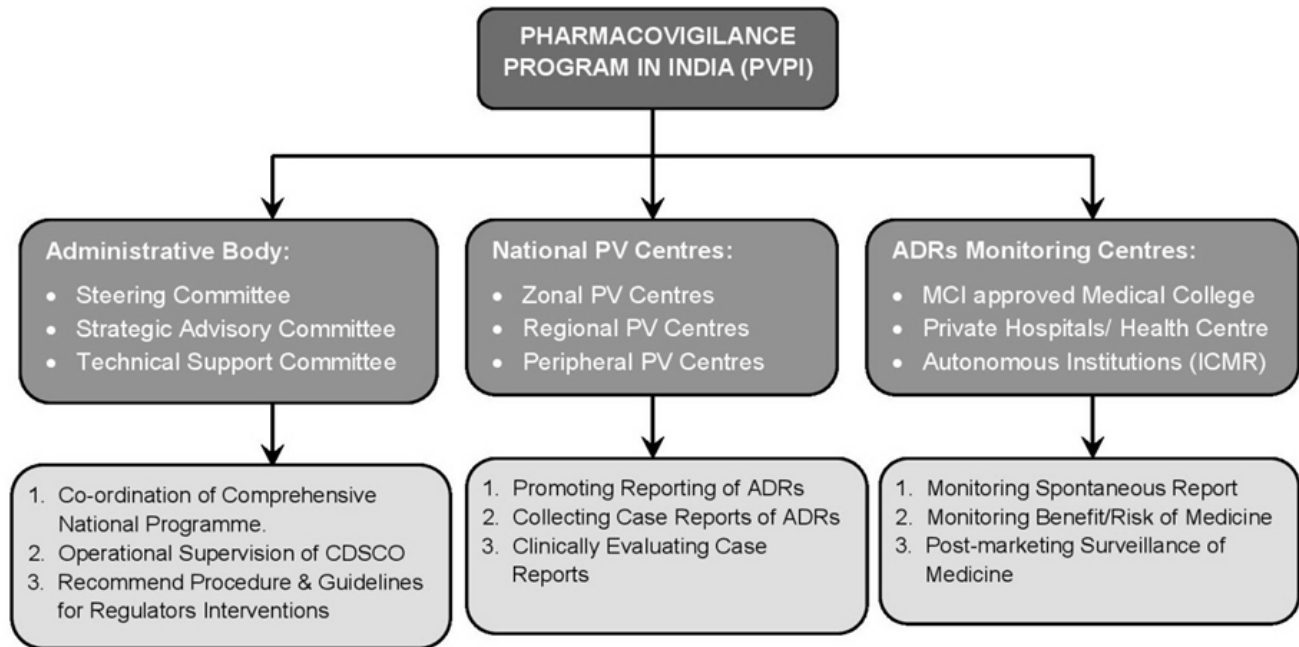 PHARMACOVIGILANCE
PROGRAM IN INDIA (PVPI)
Administrative Body:
• Steering Committee
• Strategic Advisory Committee
• Technical Support Committee
National PV Centres:
• Zonal PV Centres
• Regional PV Centres
• Peripheral PV Centres
ADRs Monitoring Centres:
• MCI approved Medical College
• Private Hospitals/ Health Centre
• Autonomous Institutions (ICMR)
1. Co-ordination of Comprehensive
National Programme.
2. Operational Supervision of CDSCO
3. Recommend Procedure & Guidelines
for Regulators Interventions
1. Promoting Reporting of ADRs
2. Collecting Case Reports of ADRs
3. Clinically Evaluating Case
Reports
1. Monitoring Spontaneous Report
2. Monitoring Benefit/Risk of Medicine
3. Post-marketing Surveillance of
Medicine